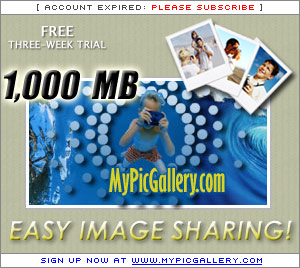 [ ACCOUNT EXPIRED: PLEASE SUBSCRIBE ]
FREE
THREE-WEEK TRIAL
1,000 MB
MyPicGallery.com
EASY IMAGE SHARING!
SIGN UP NOW AT WWW.MYPICGALLERY.COM